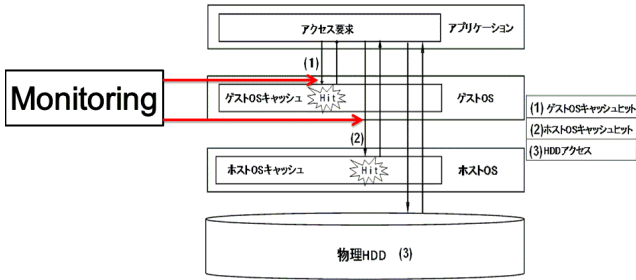 アクセス要求 アプリケーション
(1)
Monitoring
ゲストOSキャッシュ Hit ゲストOS
(1) ゲストOSキャッシュヒット
(2)
(2)ホストOSキャッシュヒット
(3)HDDアクセス
ホストOSキャッシュ Hit ホストOS
物理HDD (3)